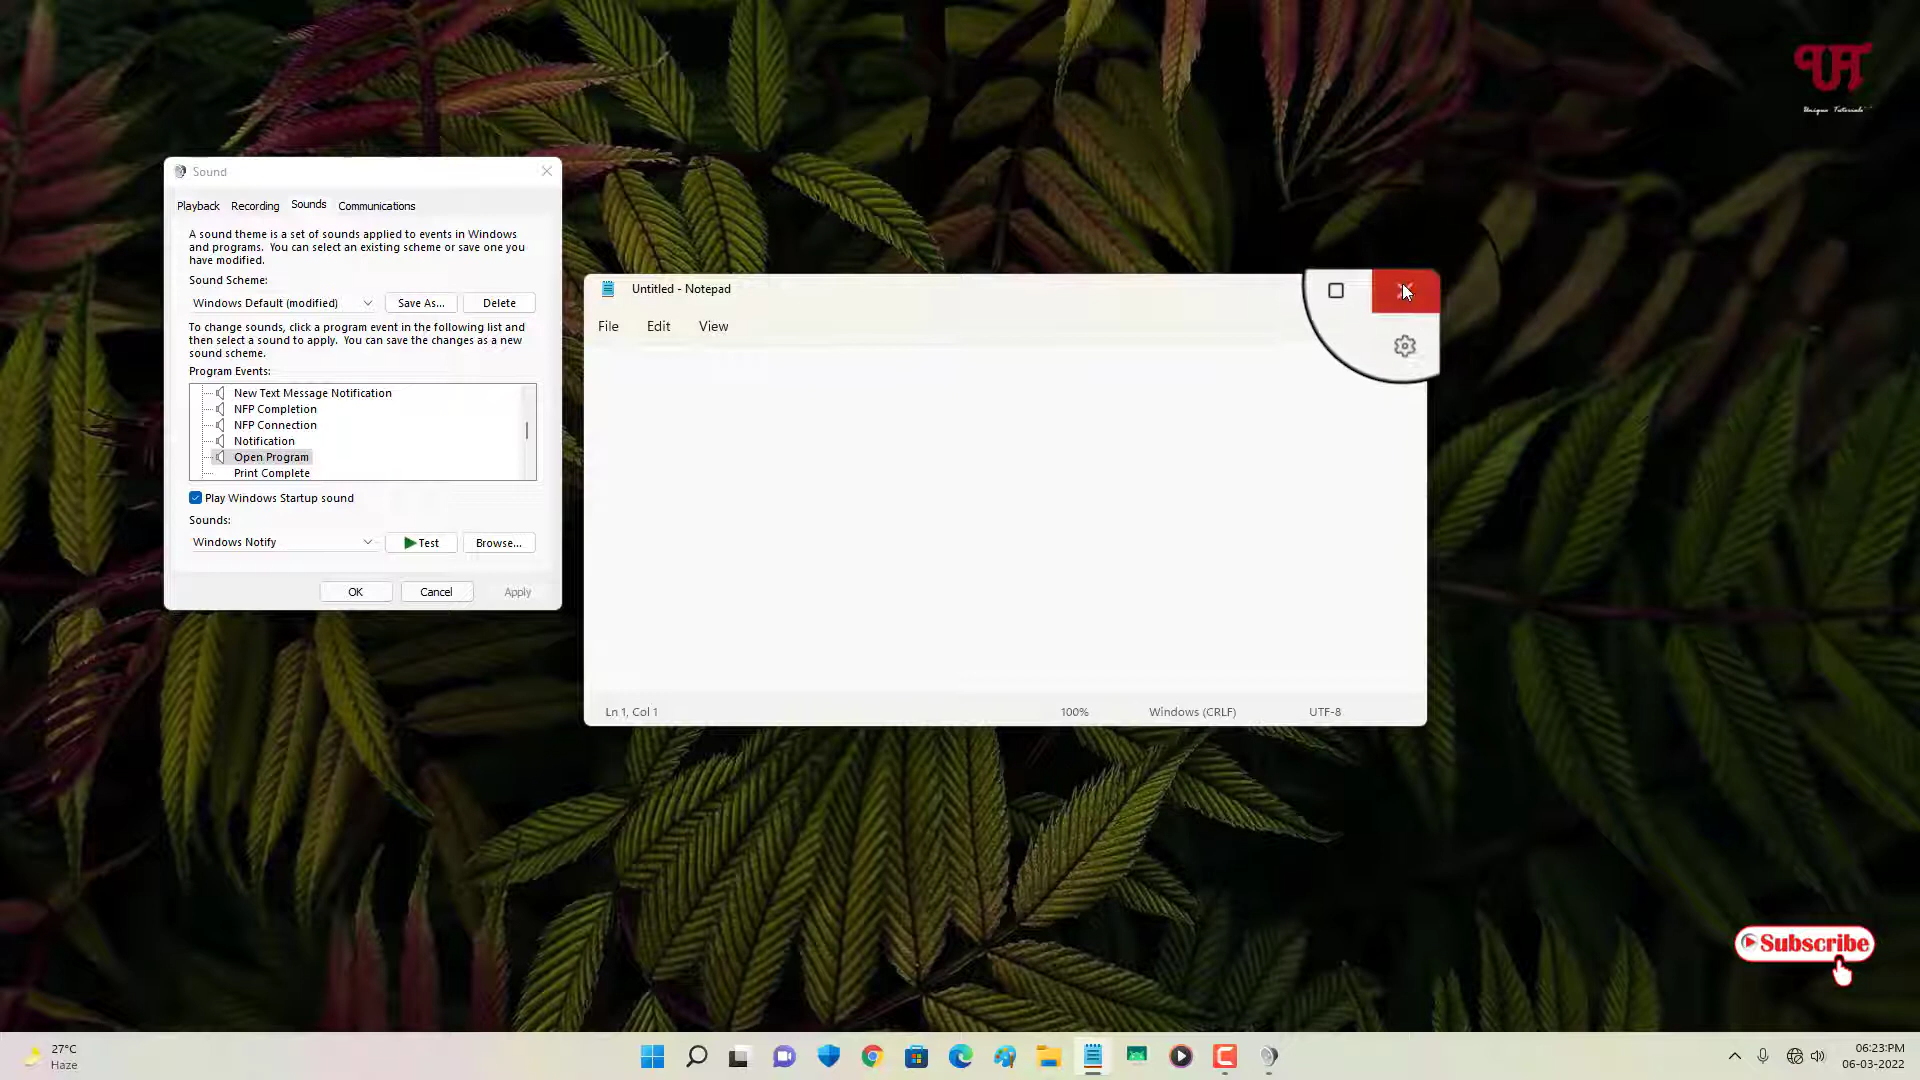 UT
Unique Tutorials
Sound
Playback Recording Sounds Communications
A sound theme is a set of sounds applied to events in Windows
and programs. You can select an existing scheme or save one you
have modified.
Sound Scheme:
Windows Default (modified) Save As... Delete
To change sounds, click a program event in the following list and
then select a sound to apply. You can save the changes as a new
sound scheme.
Program Events:
New Text Message Notification
NFP Completion
NFP Connection
Notification
Open Program
Print Complete
Play Windows Startup sound
Sounds:
Windows Notify Test Browse...
OK Cancel Apply
Untitled - Notepad
File Edit View
Ln 1, Col 1 100% Windows (CRLF) UTF-8
Subscribe
27°C
Haze
06:23:PM
06-03-2022